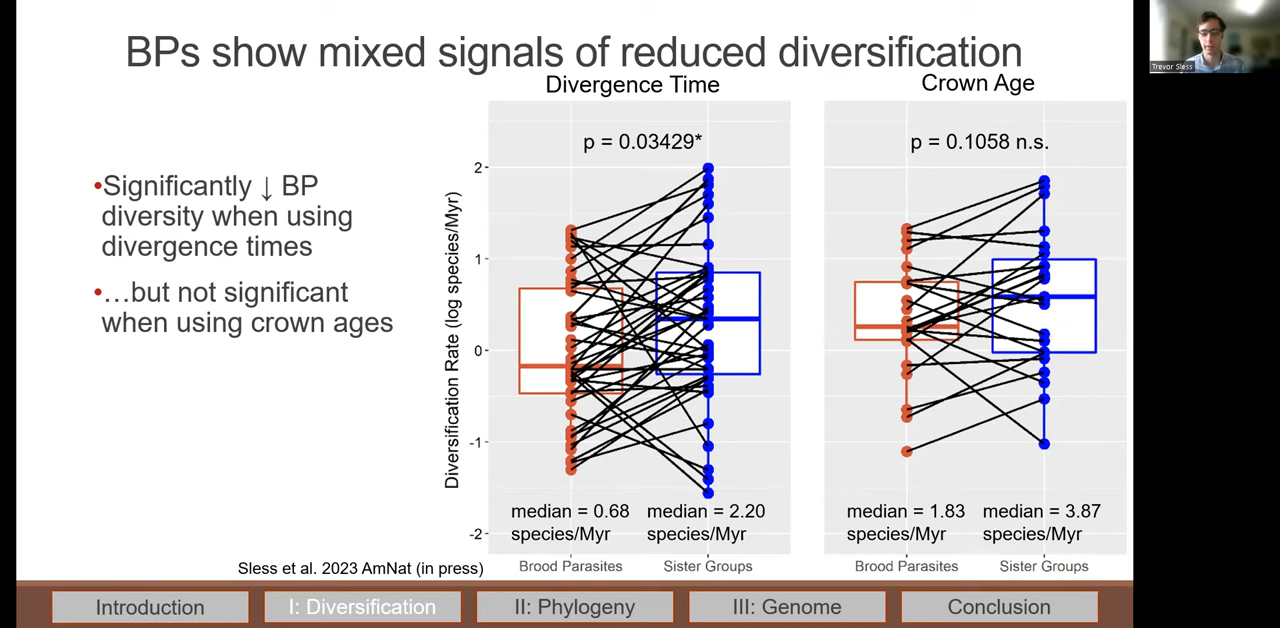 BPs show mixed signals of reduced diversification
Trevor Sless
•Significantly ↓ BP
diversity when using
divergence times
•…but not significant
when using crown ages
Divergence Time
Crown Age
p = 0.03429*
p = 0.1058 n.s.
Diversification Rate (log species/Myr)
2
1
0
-1
-2
median = 0.68
species/Myr
median = 2.20
species/Myr
median = 1.83
species/Myr
median = 3.87
species/Myr
Brood Parasites
Sister Groups
Brood Parasites
Sister Groups
Sless et al. 2023 AmNat (in press)
Introduction
I: Diversification
II: Phylogeny
III: Genome
Conclusion